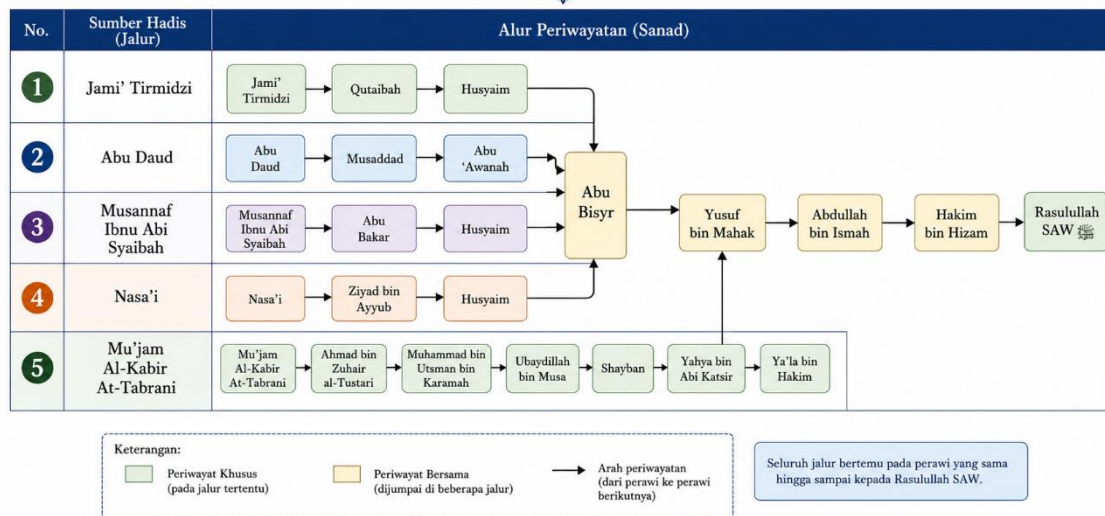 No.
Sumber Hadis
(Jalur)
Alur Periwayatan (Sanad)
1
Jami’ Tirmidzi
Jami’
Tirmidzi
Qutaibah
Husyaim
2
Abu Daud
Abu
Daud
Musaddad
Abu
‘Awanah
3
Musannaf
Ibnu Abi
Syaibah
Musannaf
Ibnu Abi
Syaibah
Abu
Bakar
Husyaim
4
Nasa’i
Nasa’i
Ziyad bin
Ayyub
Husyaim
Abu
Bisyr
Yusuf
bin Mahak
Abdullah
bin Ismah
Hakim
bin Hizam
Rasulullah
SAW ﷺ
5
Mu’jam
Al-Kabir
At-Tabrani
Mu’jam
Al-Kabir
At-Tabrani
Ahmad bin
Zuhair
al-Tustari
Muhammad bin
Utsman bin
Karamah
Ubaydillah
bin Musa
Shayban
Yahya bin
Abi Katsir
Ya’la bin
Hakim
Keterangan:
Periwayat Khusus
(pada jalur tertentu)
Periwayat Bersama
(dijumpai di beberapa jalur)
Arah periwayatan
(dari perawi ke perawi
berikutnya)
Seluruh jalur bertemu pada perawi yang sama
hingga sampai kepada Rasulullah SAW.